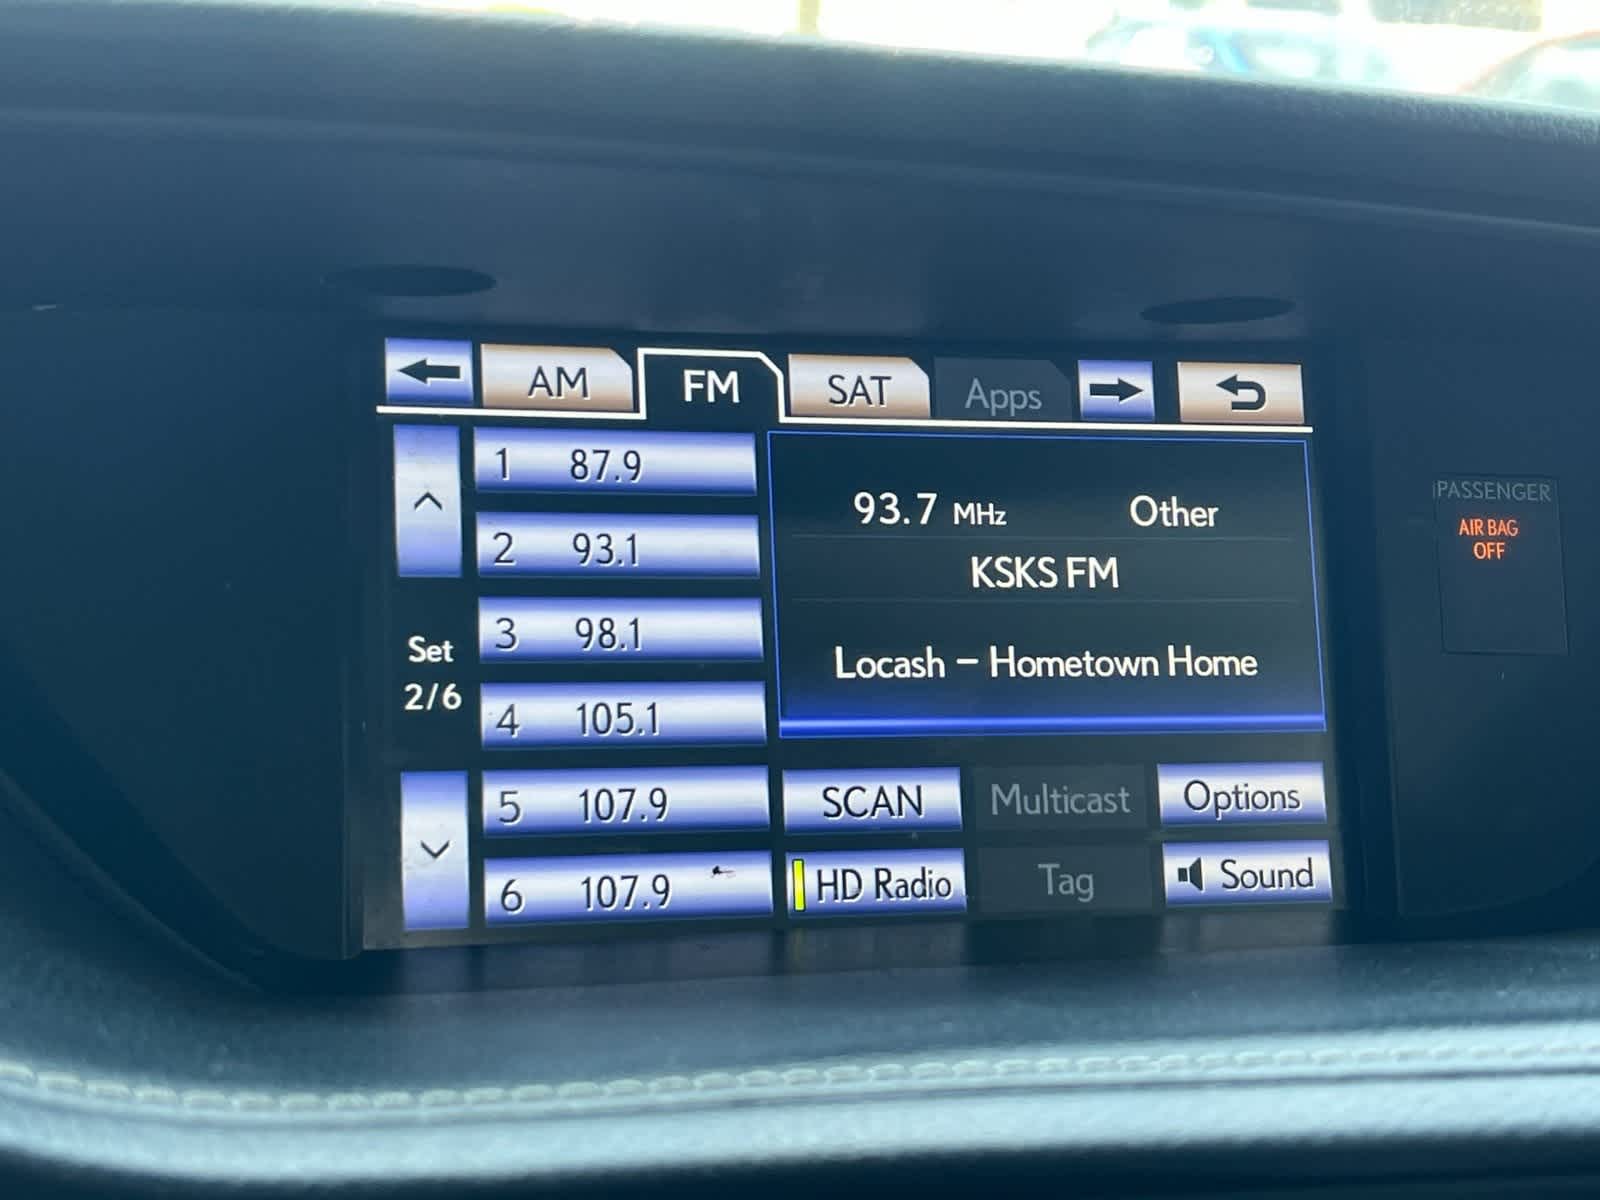 AM FM SAT Apps
1 87.9
2 93.1
3 98.1
4 105.1
5 107.9
6 107.9
Set
2/6
93.7 MHz Other
KSKS FM
Locash - Hometown Home
SCAN Multicast Options
HD Radio Tag Sound
PASSENGER
AIR BAG
OFF